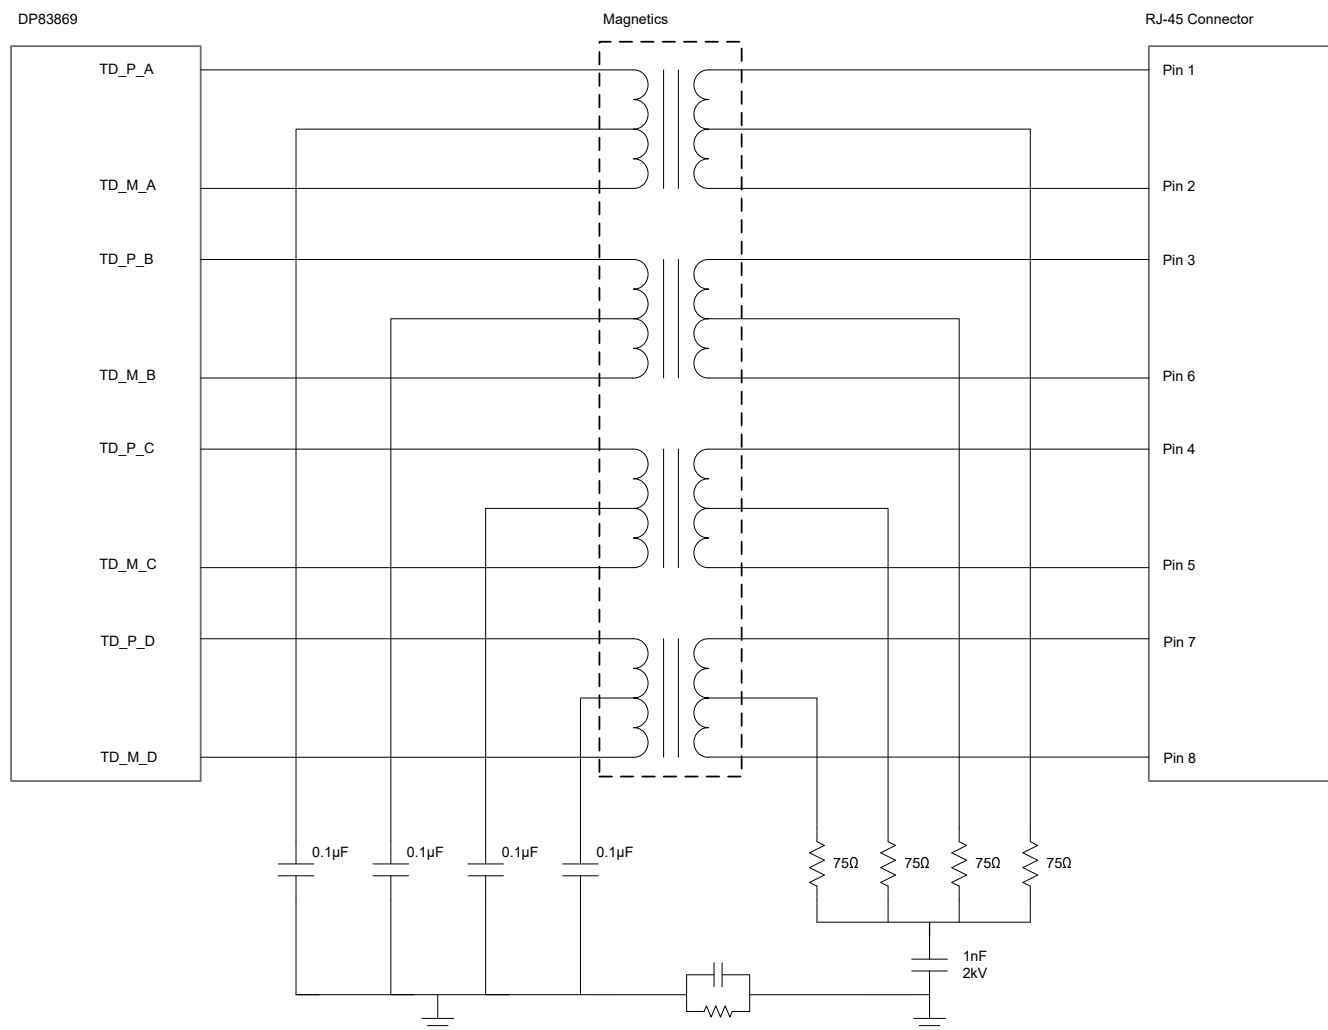 DP83869
Magnetics
RJ-45 Connector
TD_P_A
Pin 1
TD_M_A
Pin 2
TD_P_B
Pin 3
TD_M_B
Pin 6
TD_P_C
Pin 4
TD_M_C
Pin 5
TD_P_D
Pin 7
TD_M_D
Pin 8
0.1µF
0.1µF
0.1µF
0.1µF
75Ω
75Ω
75Ω
75Ω
1nF
2kV